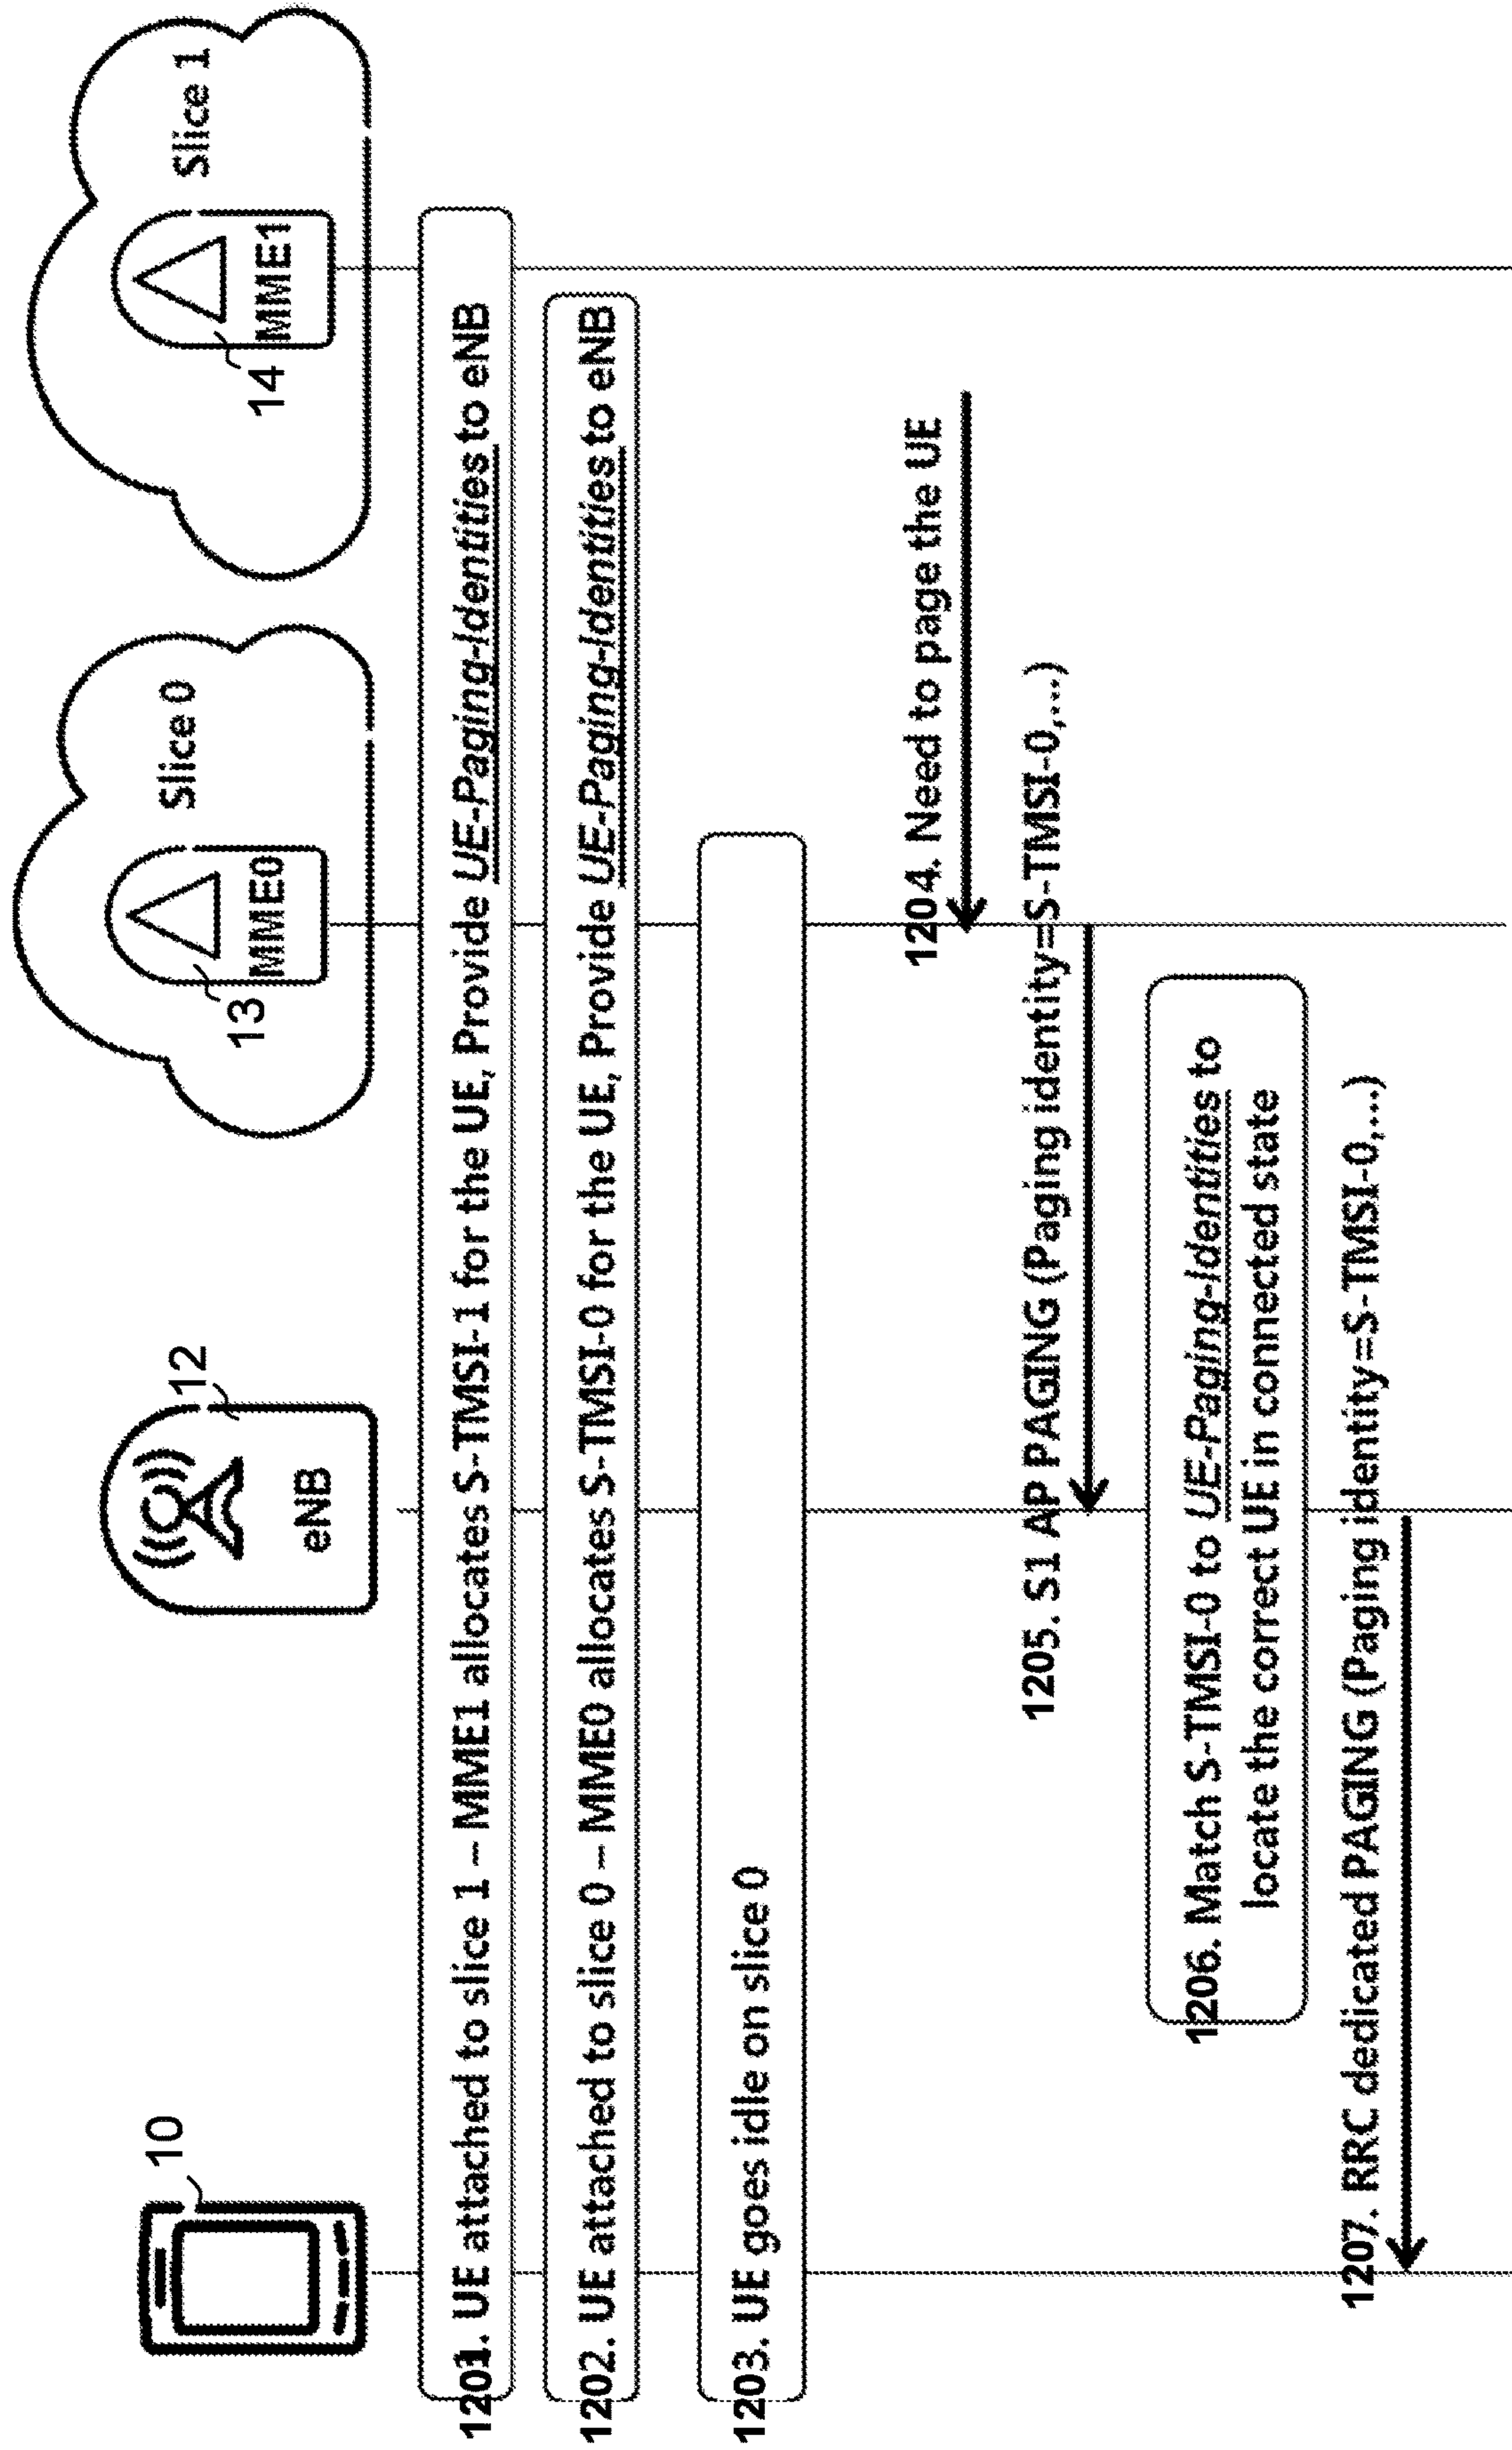 10
12
eNB
13
MME0
Slice 0
14
MME1
Slice 1
1201. UE attached to slice 1 – MME1 allocates S-TMSI-1 for the UE, Provide UE-Paging-Identities to eNB
1202. UE attached to slice 0 – MME0 allocates S-TMSI-0 for the UE, Provide UE-Paging-Identities to eNB
1203. UE goes idle on slice 0
1204. Need to page the UE
1205. S1 AP PAGING (Paging identity=S-TMSI-0,...)
1206. Match S-TMSI-0 to UE-Paging-Identities to
locate the correct UE in connected state
1207. RRC dedicated PAGING (Paging identity=S-TMSI-0,...)